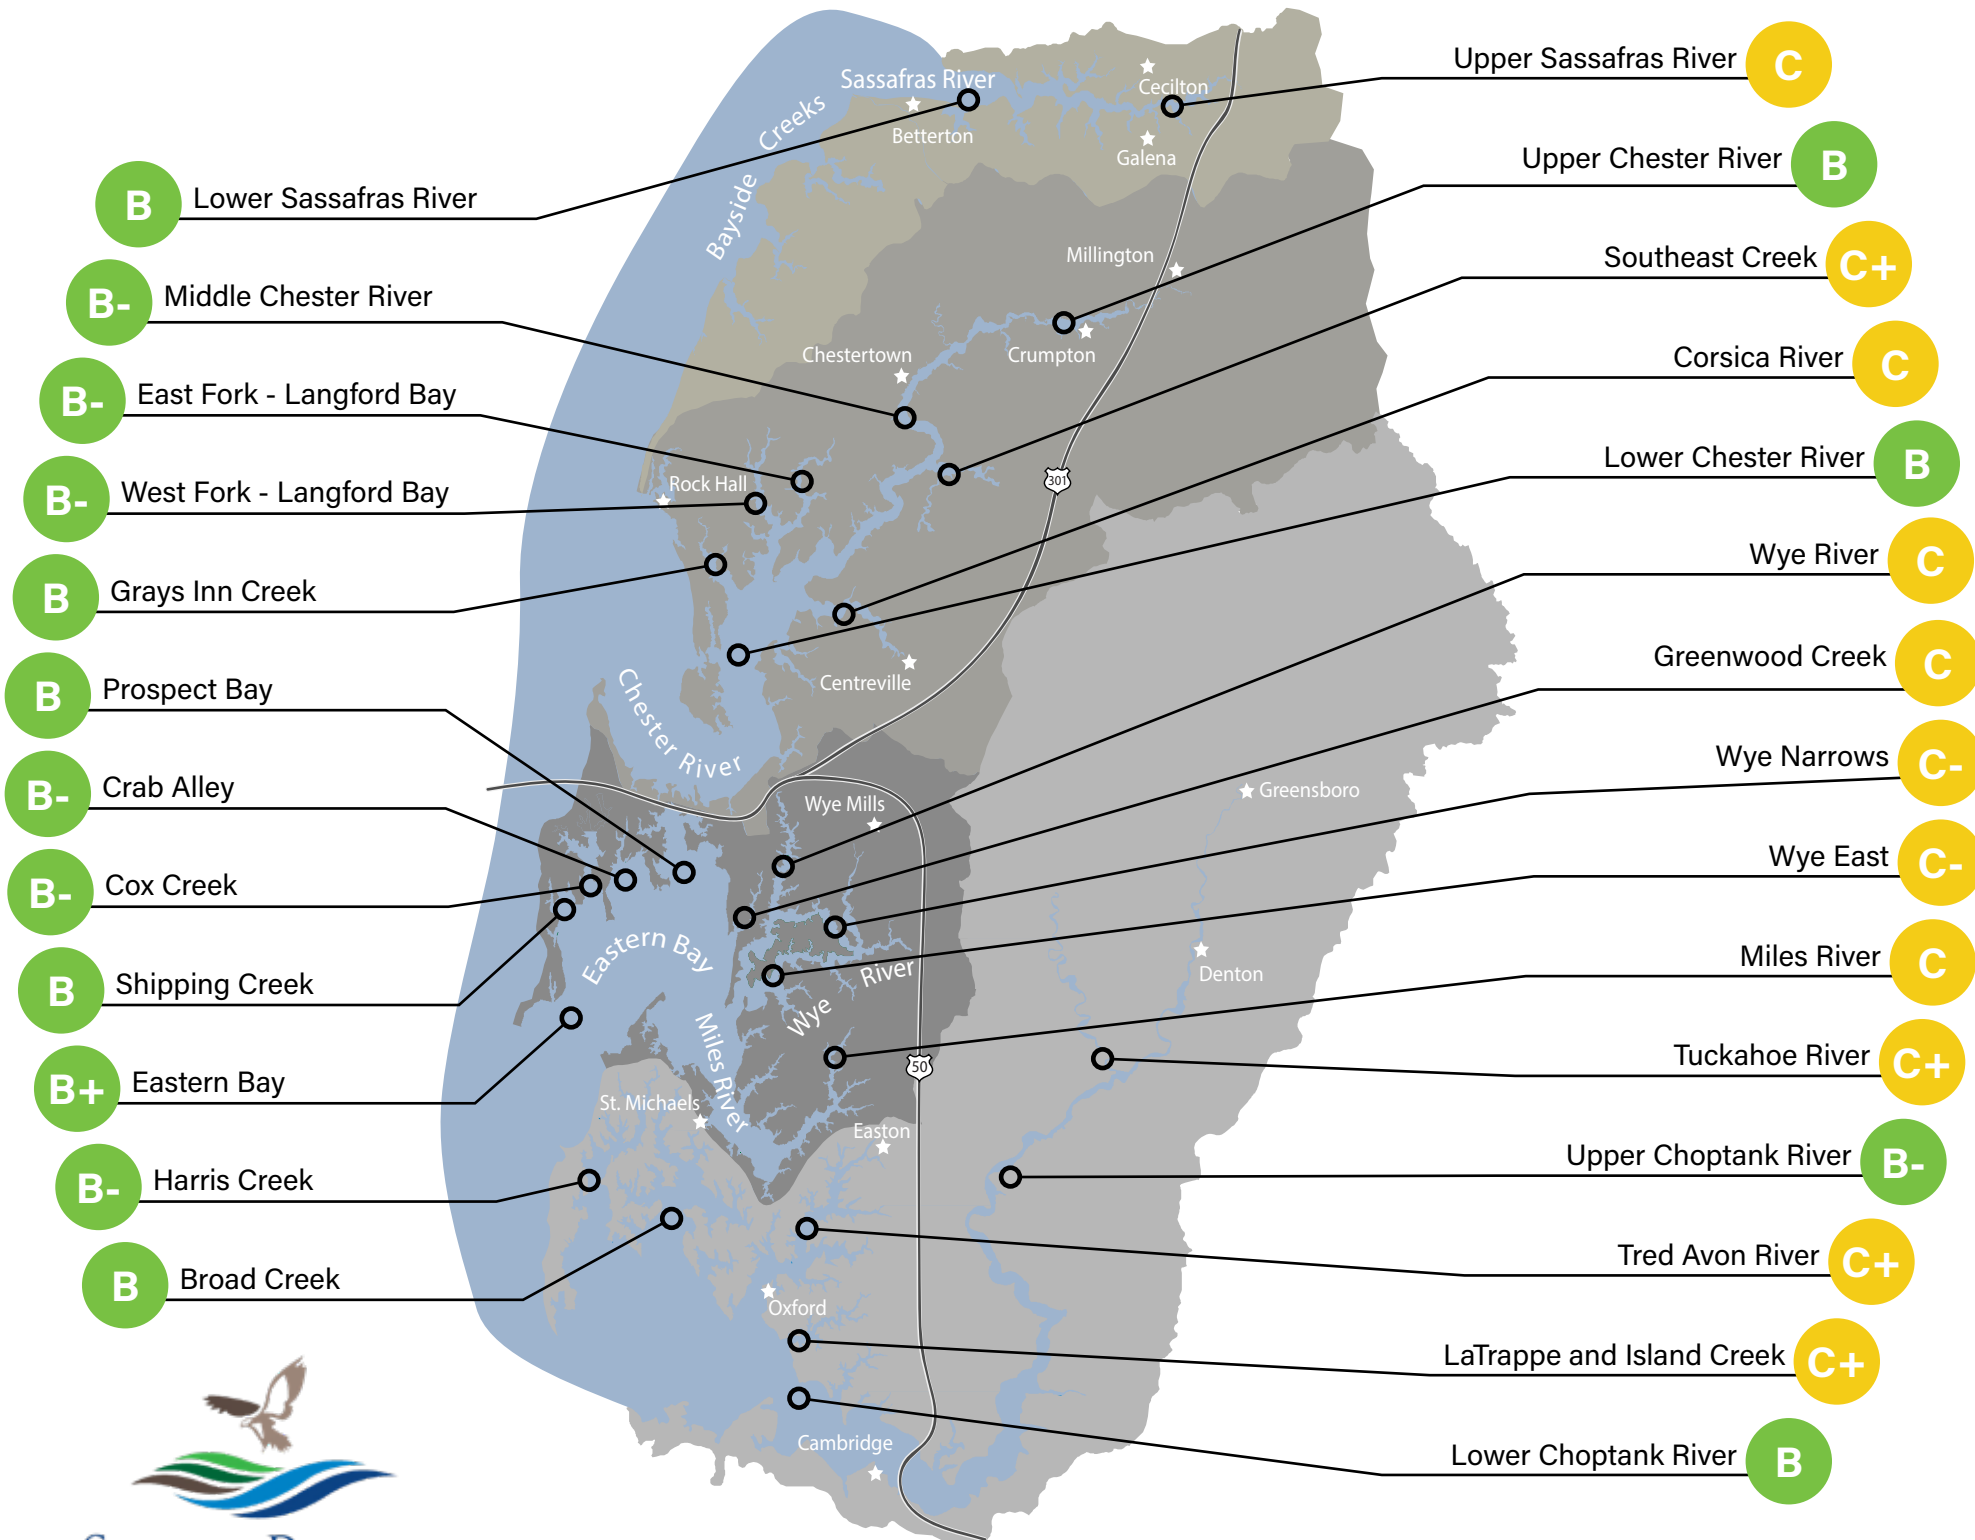 B Lower Sassafras River
B- Middle Chester River
B- East Fork - Langford Bay
B- West Fork - Langford Bay
B Grays Inn Creek
B Prospect Bay
B- Crab Alley
B- Cox Creek
B Shipping Creek
B+ Eastern Bay
B- Harris Creek
B Broad Creek
Sassafras River
Cecilton
Betterton
Galena
Bayside Creeks
Millington
Chestertown
Crumpton
Rock Hall
301
Centreville
Chester River
Wye Mills
Greensboro
Eastern Bay
Wye River
Denton
Miles River
50
St. Michaels
Easton
Oxford
Cambridge
Upper Sassafras River C
Upper Chester River B
Southeast Creek C+
Corsica River C
Lower Chester River B
Wye River C
Greenwood Creek C
Wye Narrows C-
Wye East C-
Miles River C
Tuckahoe River C+
Upper Choptank River B-
Tred Avon River C+
LaTrappe and Island Creek C+
Lower Choptank River B